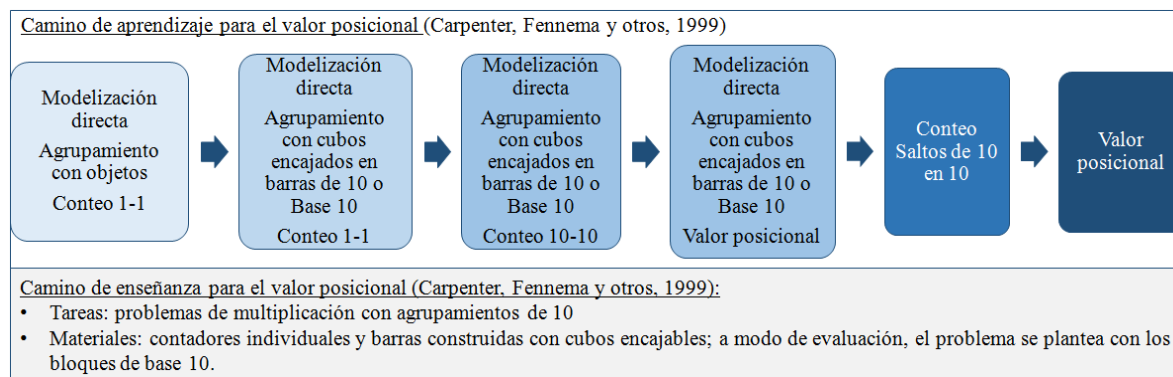 Camino de aprendizaje para el valor posicional (Carpenter, Fennema y otros, 1999)
Modelización
directa
Agrupamiento
con objetos
Conteo 1-1
Modelización
directa
Agrupamiento
con cubos
encajados en
barras de 10 o
Base 10
Conteo 1-1
Modelización
directa
Agrupamiento
con cubos
encajados en
barras de 10 o
Base 10
Conteo 10-10
Modelización
directa
Agrupamiento
con cubos
encajados en
barras de 10 o
Base 10
Valor posicional
Conteo
Saltos de 10
en 10
Valor
posicional
Camino de enseñanza para el valor posicional (Carpenter, Fennema y otros, 1999):
• Tareas: problemas de multiplicación con agrupamientos de 10
• Materiales: contadores individuales y barras construidas con cubos encajables; a modo de evaluación, el problema se plantea con los
bloques de base 10.